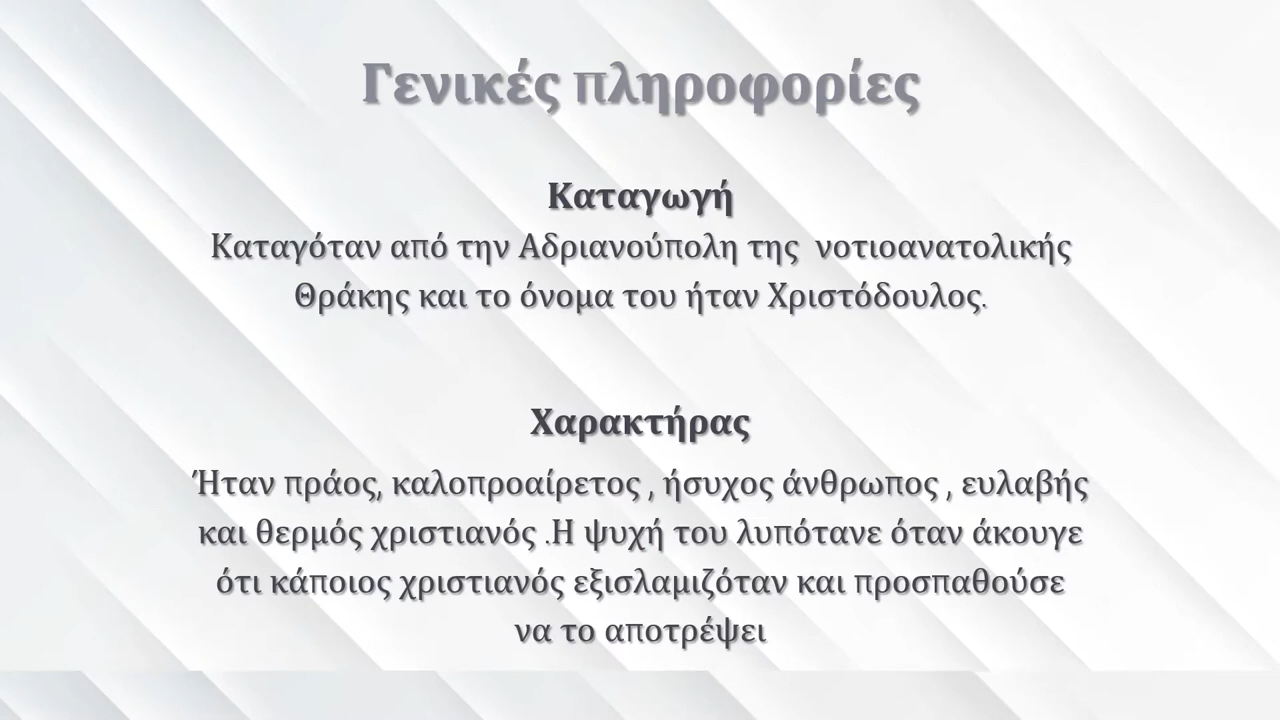 Γενικές πληροφορίες
Καταγωγή
Καταγόταν από την Αδριανούπολη της  νοτιοανατολικής
Θράκης και το όνομα του ήταν Χριστόδουλος.
Χαρακτήρας
Ήταν πράος, καλοπροαίρετος , ήσυχος άνθρωπος , ευλαβής
και θερμός χριστιανός .Η ψυχή του λυπότανε όταν άκουγε
ότι κάποιος χριστιανός εξισλαμιζόταν και προσπαθούσε
να το αποτρέψει